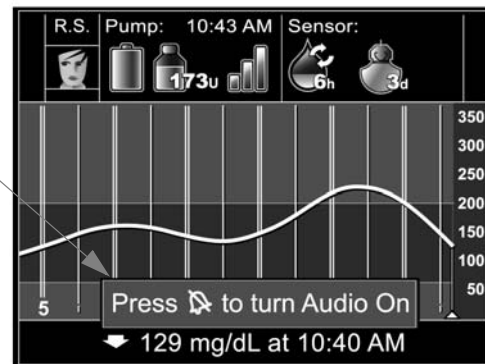 R.S. Pump: 10:43 AM Sensor:
173U 6h 3d
350
300
250
200
150
100
50
5
Press to turn Audio On
129 mg/dL at 10:40 AM